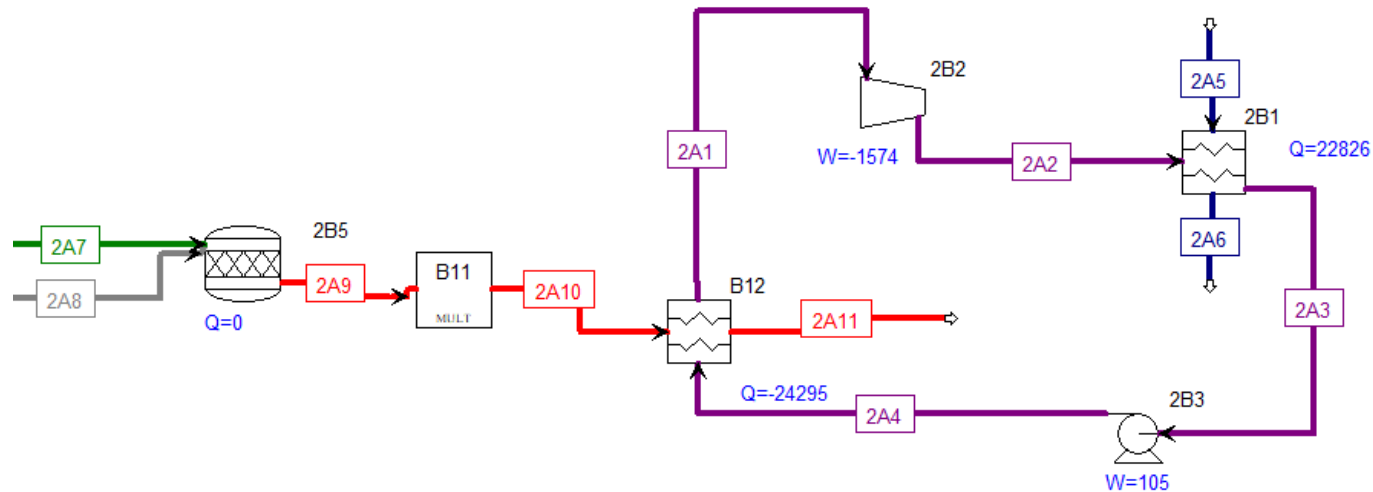 2B2
2A5
2B1
2A1
W=-1574
2A2
Q=22826
2B5
2A7
2A6
B11
2A9
2A10
B12
2A8
2A3
MULT
2A11
Q=0
Q=-24295
2B3
2A4
W=105